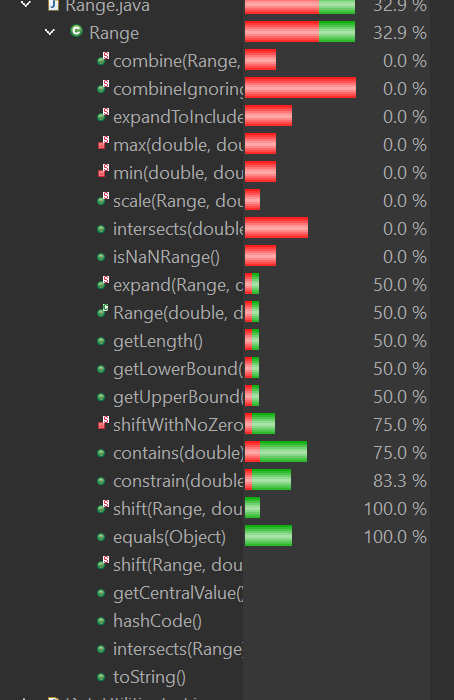 Range.java 32.9 %
Range 32.9 %
combine(Range, 0.0 %
combineIgnoring 0.0 %
expandToInclude 0.0 %
max(double, dou 0.0 %
min(double, dou 0.0 %
scale(Range, dou 0.0 %
intersects(double 0.0 %
isNaNRange() 0.0 %
expand(Range, d 50.0 %
Range(double, d 50.0 %
getLength() 50.0 %
getLowerBound( 50.0 %
getUpperBound( 50.0 %
shiftWithNoZero 75.0 %
contains(double) 75.0 %
constrain(double 83.3 %
shift(Range, dou 100.0 %
equals(Object) 100.0 %
shift(Range, dou
getCentralValue()
hashCode()
intersects(Range)
toString()